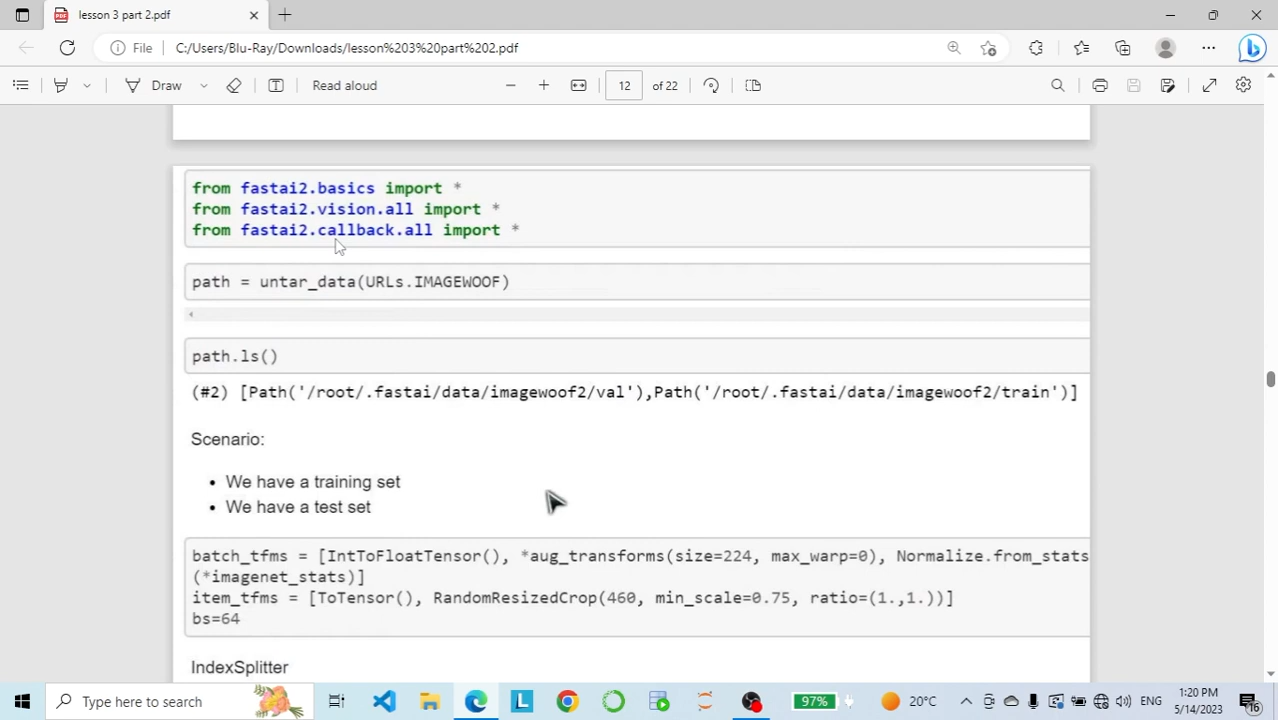 lesson 3 part 2.pdf
File
C:/Users/Blu-Ray/Downloads/lesson%203%20part%202.pdf
Draw
Read aloud
12 of 22
from fastai2.basics import *
from fastai2.vision.all import *
from fastai2.callback.all import *
path = untar_data(URLs.IMAGEWOOF)
path.ls()
(#2) [Path('/root/.fastai/data/imagewoof2/val'),Path('/root/.fastai/data/imagewoof2/train')]
Scenario:
• We have a training set
• We have a test set
batch_tfms = [IntToFloatTensor(), *aug_transforms(size=224, max_warp=0), Normalize.from_stats
(*imagenet_stats)]
item_tfms = [ToTensor(), RandomResizedCrop(460, min_scale=0.75, ratio=(1.,1.))]
bs=64
IndexSplitter
Type here to search
97%
20°C
ENG
1:20 PM
5/14/2023
16